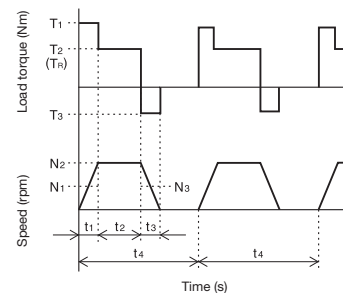 Load torque (Nm)
T1
T2
(TR)
T3
Speed (rpm)
N2
N1
N3
t1 t2 t3
t4 t4
Time (s)